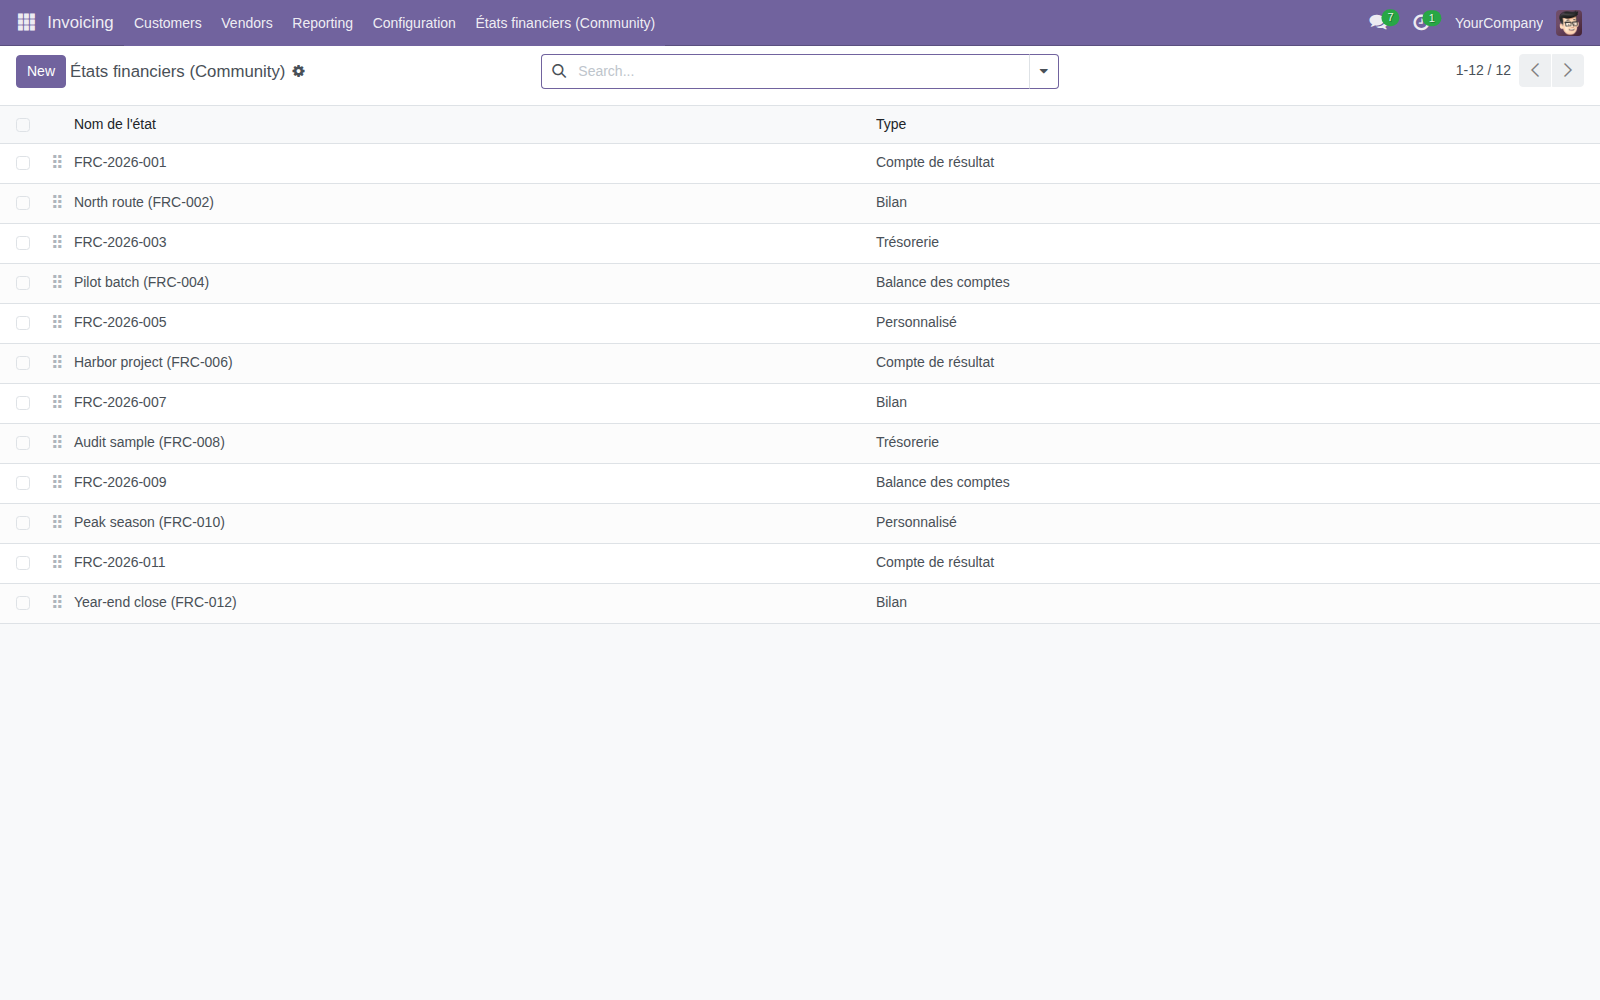 Invoicing Customers Vendors Reporting Configuration États financiers (Community) 7 1 YourCompany
New États financiers (Community) Search... 1-12 / 12
Nom de l'état Type
FRC-2026-001 Compte de résultat
North route (FRC-002) Bilan
FRC-2026-003 Trésorerie
Pilot batch (FRC-004) Balance des comptes
FRC-2026-005 Personnalisé
Harbor project (FRC-006) Compte de résultat
FRC-2026-007 Bilan
Audit sample (FRC-008) Trésorerie
FRC-2026-009 Balance des comptes
Peak season (FRC-010) Personnalisé
FRC-2026-011 Compte de résultat
Year-end close (FRC-012) Bilan